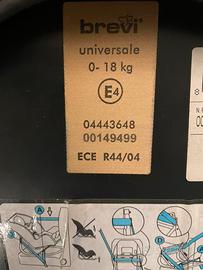 brevi
universale
0- 18 kg
E4
04443648
00149499
ECE R44/04
A